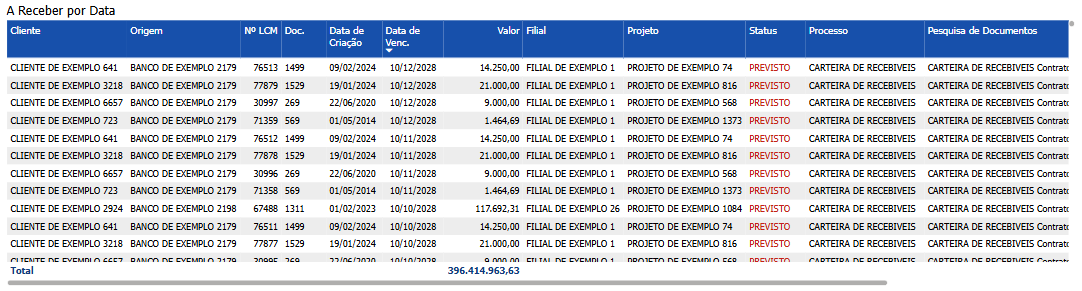 A Receber por Data
Cliente Origem Nº LCM Doc. Data de Criação Data de Venc. Valor Filial Projeto Status Processo Pesquisa de Documentos
CLIENTE DE EXEMPLO 641 BANCO DE EXEMPLO 2179 76513 1499 09/02/2024 10/12/2028 14.250,00 FILIAL DE EXEMPLO 1 PROJETO DE EXEMPLO 74 PREVISTO CARTEIRA DE RECEBIVEIS CARTEIRA DE RECEBIVEIS Contrato
CLIENTE DE EXEMPLO 3218 BANCO DE EXEMPLO 2179 77879 1529 19/01/2024 10/12/2028 21.000,00 FILIAL DE EXEMPLO 1 PROJETO DE EXEMPLO 816 PREVISTO CARTEIRA DE RECEBIVEIS CARTEIRA DE RECEBIVEIS Contrato
CLIENTE DE EXEMPLO 6657 BANCO DE EXEMPLO 2179 30997 269 22/06/2020 10/12/2028 9.000,00 FILIAL DE EXEMPLO 1 PROJETO DE EXEMPLO 568 PREVISTO CARTEIRA DE RECEBIVEIS CARTEIRA DE RECEBIVEIS Contrato
CLIENTE DE EXEMPLO 723 BANCO DE EXEMPLO 2179 71359 569 01/05/2014 10/12/2028 1.464,69 FILIAL DE EXEMPLO 1 PROJETO DE EXEMPLO 1373 PREVISTO CARTEIRA DE RECEBIVEIS CARTEIRA DE RECEBIVEIS Contrato
CLIENTE DE EXEMPLO 641 BANCO DE EXEMPLO 2179 76512 1499 09/02/2024 10/11/2028 14.250,00 FILIAL DE EXEMPLO 1 PROJETO DE EXEMPLO 74 PREVISTO CARTEIRA DE RECEBIVEIS CARTEIRA DE RECEBIVEIS Contrato
CLIENTE DE EXEMPLO 3218 BANCO DE EXEMPLO 2179 77878 1529 19/01/2024 10/11/2028 21.000,00 FILIAL DE EXEMPLO 1 PROJETO DE EXEMPLO 816 PREVISTO CARTEIRA DE RECEBIVEIS CARTEIRA DE RECEBIVEIS Contrato
CLIENTE DE EXEMPLO 6657 BANCO DE EXEMPLO 2179 30996 269 22/06/2020 10/11/2028 9.000,00 FILIAL DE EXEMPLO 1 PROJETO DE EXEMPLO 568 PREVISTO CARTEIRA DE RECEBIVEIS CARTEIRA DE RECEBIVEIS Contrato
CLIENTE DE EXEMPLO 723 BANCO DE EXEMPLO 2179 71358 569 01/05/2014 10/11/2028 1.464,69 FILIAL DE EXEMPLO 1 PROJETO DE EXEMPLO 1373 PREVISTO CARTEIRA DE RECEBIVEIS CARTEIRA DE RECEBIVEIS Contrato
CLIENTE DE EXEMPLO 2924 BANCO DE EXEMPLO 2198 67488 1311 01/02/2023 10/10/2028 117.692,31 FILIAL DE EXEMPLO 26 PROJETO DE EXEMPLO 1084 PREVISTO CARTEIRA DE RECEBIVEIS CARTEIRA DE RECEBIVEIS Contrato
CLIENTE DE EXEMPLO 641 BANCO DE EXEMPLO 2179 76511 1499 09/02/2024 10/10/2028 14.250,00 FILIAL DE EXEMPLO 1 PROJETO DE EXEMPLO 74 PREVISTO CARTEIRA DE RECEBIVEIS CARTEIRA DE RECEBIVEIS Contrato
CLIENTE DE EXEMPLO 3218 BANCO DE EXEMPLO 2179 77877 1529 19/01/2024 10/10/2028 21.000,00 FILIAL DE EXEMPLO 1 PROJETO DE EXEMPLO 816 PREVISTO CARTEIRA DE RECEBIVEIS CARTEIRA DE RECEBIVEIS Contrato
CLIENTE DE EXEMPLO 6657 BANCO DE EXEMPLO 2179 30995 269 22/06/2020 10/10/2028 9.000,00 FILIAL DE EXEMPLO 1 PROJETO DE EXEMPLO 568 PREVISTO CARTEIRA DE RECEBIVEIS CARTEIRA DE RECEBIVEIS Contrato
Total 396.414.963,63